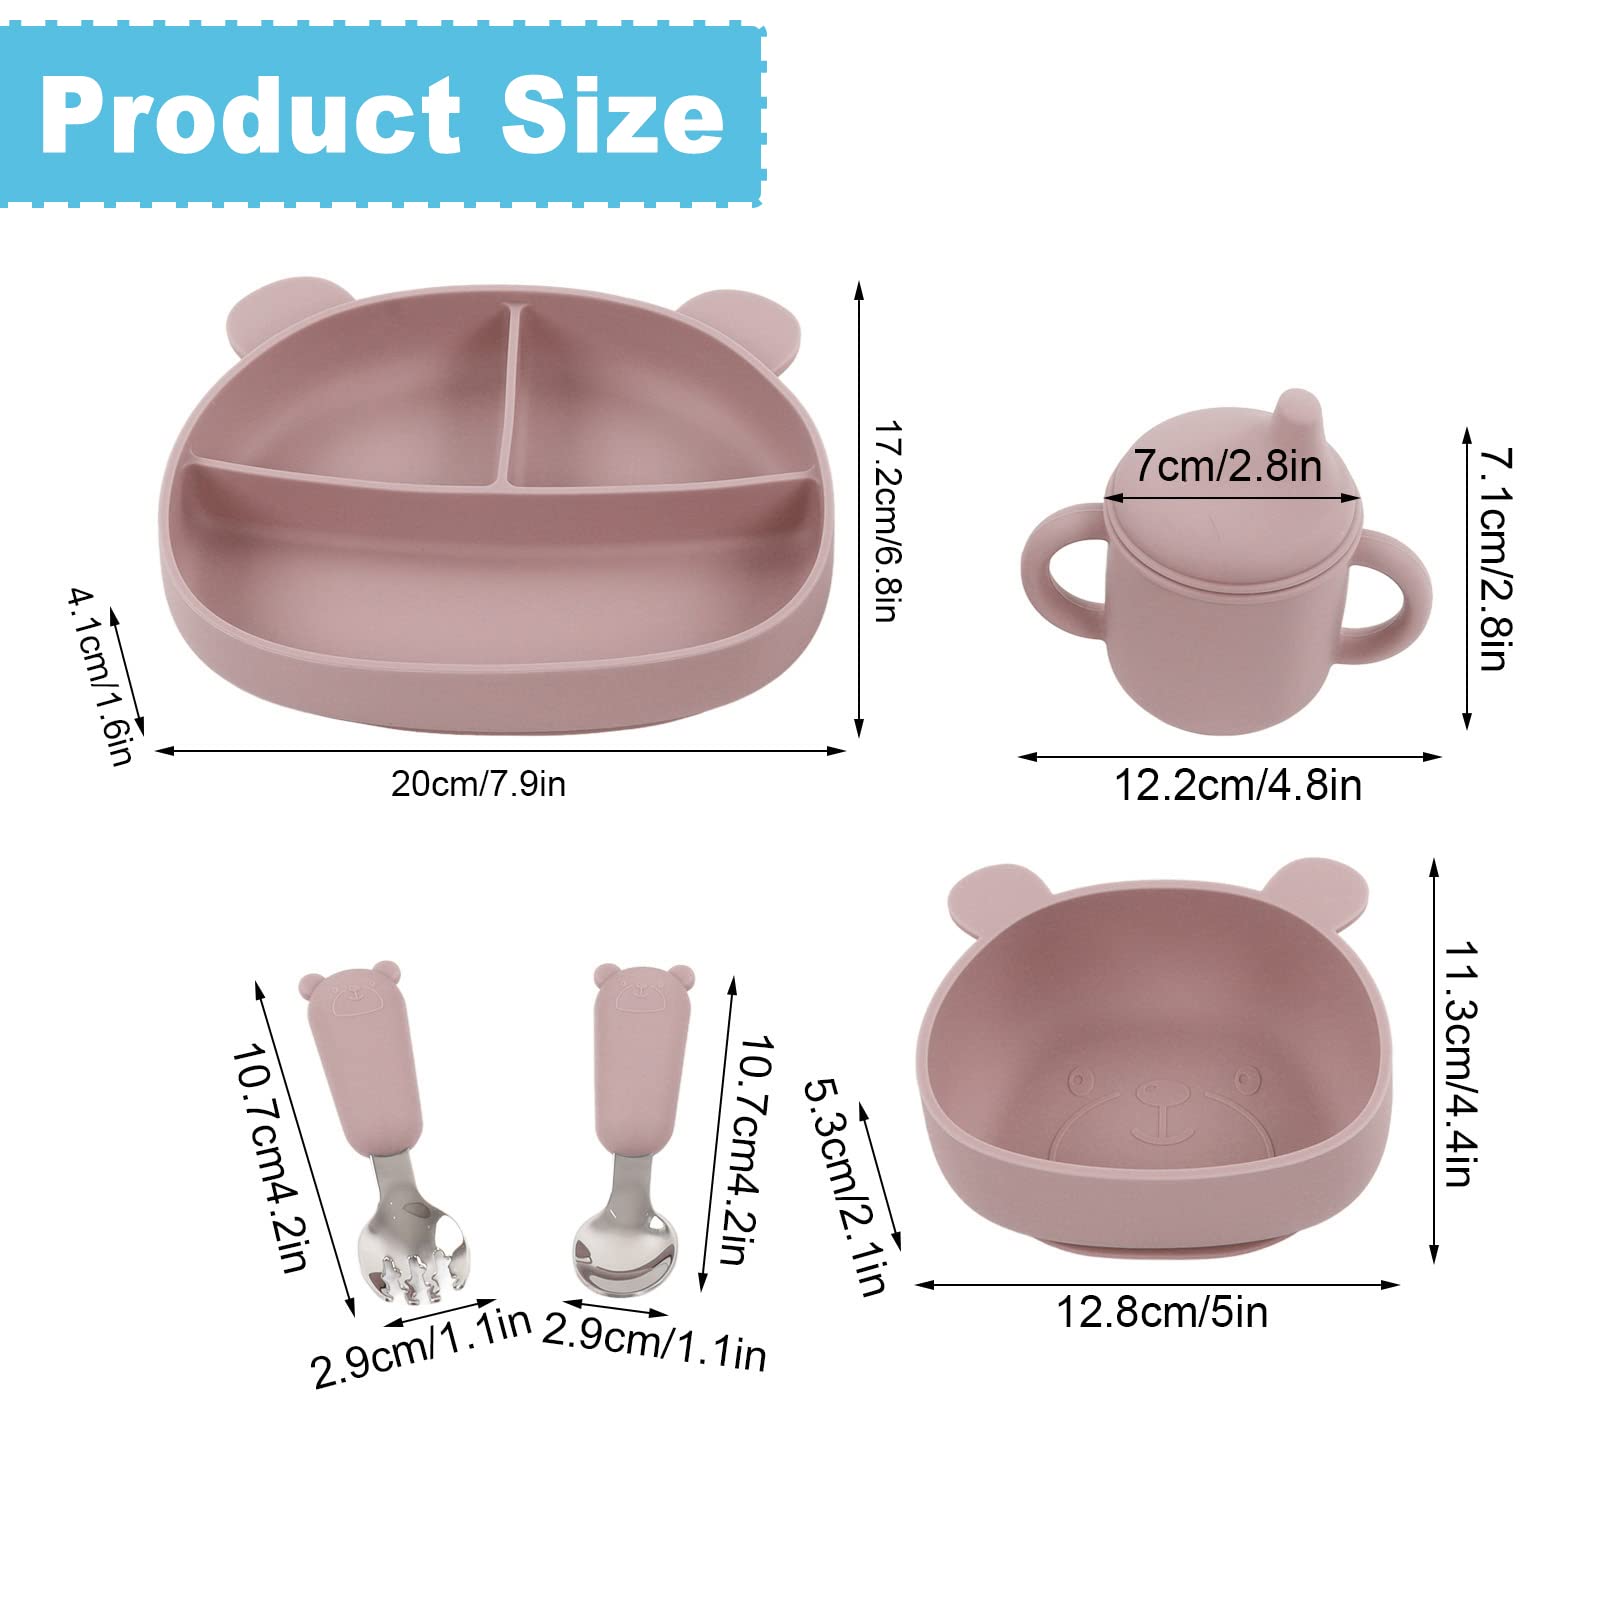 Product Size
17.2cm/6.8in
4.1cm/1.6in
20cm/7.9in
7cm/2.8in
7.1cm/2.8in
12.2cm/4.8in
10.7cm4.2in
2.9cm/1.1in
10.7cm4.2in
2.9cm/1.1in
5.3cm/2.1in
11.3cm/4.4in
12.8cm/5in